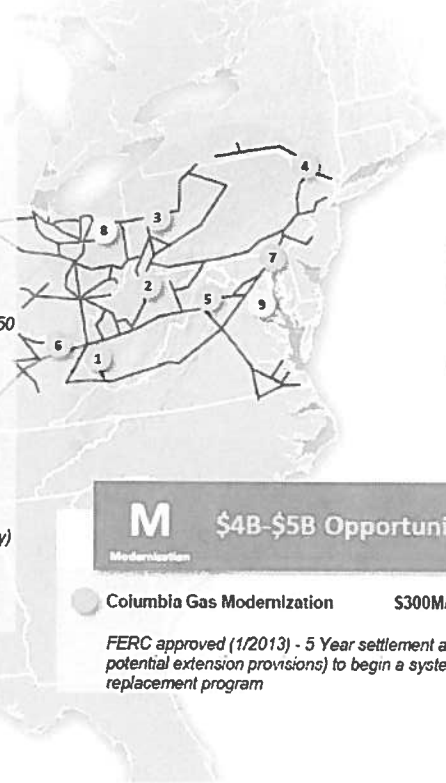 4
3
8
7
2
5
9
50
6
1
y)
M
$4B-$5B Opportuni
Modernization
Columbia Gas Modernization $300M/
FERC approved (1/2013) - 5 Year settlement a
potential extension provisions) to begin a syste
replacement program